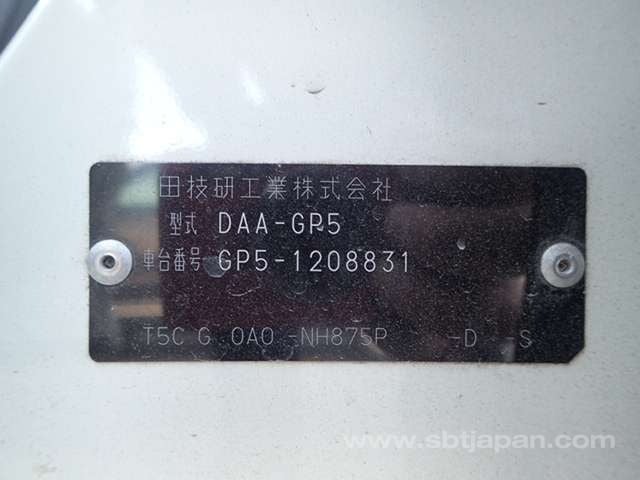 田技研工業株式会社
型式 DAA-GP5
車台番号 GP5-1208831
T5C G 0A0 -NH875P -D -S
www.sbtjapan.com